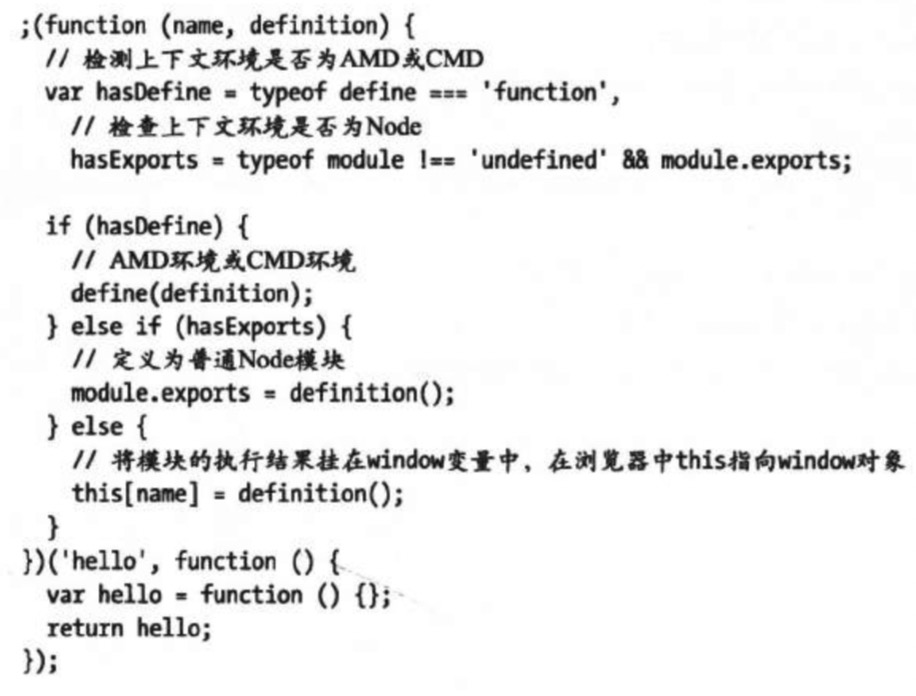 ;(function (name, definition) {
  // 检测上下文环境是否为AMD或CMD
  var hasDefine = typeof define === 'function',
    // 检查上下文环境是否为Node
    hasExports = typeof module !== 'undefined' && module.exports;

  if (hasDefine) {
    // AMD环境或CMD环境
    define(definition);
  } else if (hasExports) {
    // 定义为普通Node模块
    module.exports = definition();
  } else {
    // 将模块的执行结果挂在window变量中，在浏览器中this指向window对象
    this[name] = definition();
  }
})('hello', function () {
  var hello = function () {};
  return hello;
});